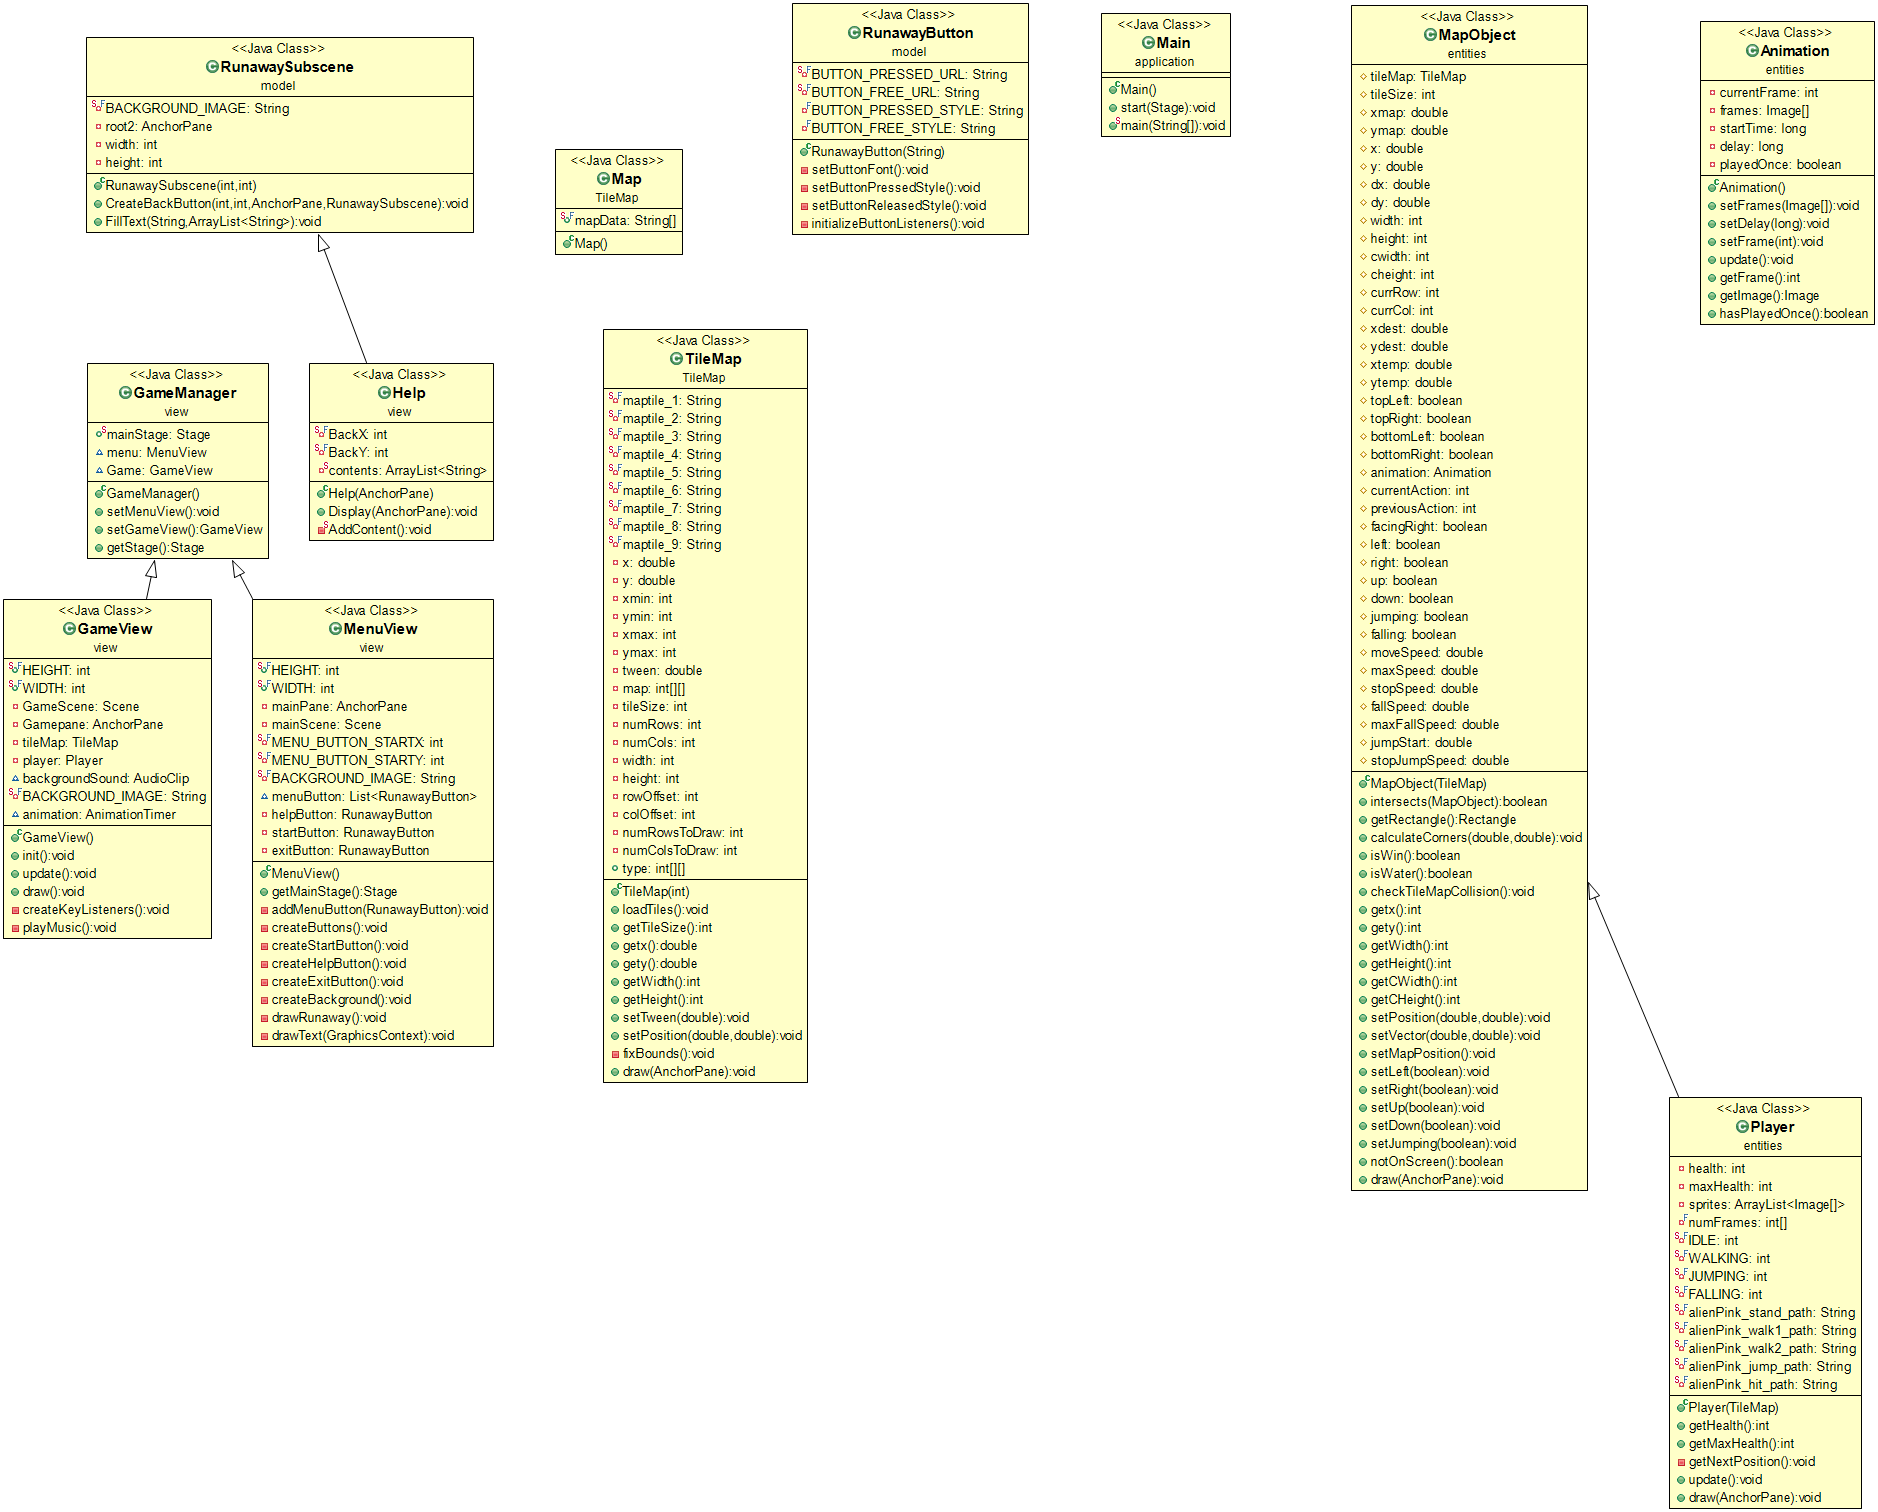 <<Java Class>>
RunawaySubscene
model
BACKGROUND_IMAGE: String
root2: AnchorPane
width: int
height: int
RunawaySubscene(int,int)
CreateBackButton(int,int,AnchorPane,RunawaySubscene):void
FillText(String,ArrayList<String>):void
<<Java Class>>
GameManager
view
mainStage: Stage
menu: MenuView
Game: GameView
GameManager()
setMenuView():void
setGameView():GameView
getStage():Stage
<<Java Class>>
Help
view
BackX: int
BackY: int
contents: ArrayList<String>
Help(AnchorPane)
Display(AnchorPane):void
AddContent():void
<<Java Class>>
GameView
view
HEIGHT: int
WIDTH: int
GameScene: Scene
Gamepane: AnchorPane
tileMap: TileMap
player: Player
backgroundSound: AudioClip
BACKGROUND_IMAGE: String
animation: AnimationTimer
GameView()
init():void
update():void
draw():void
createKeyListeners():void
playMusic():void
<<Java Class>>
MenuView
view
HEIGHT: int
WIDTH: int
mainPane: AnchorPane
mainScene: Scene
MENU_BUTTON_STARTX: int
MENU_BUTTON_STARTY: int
BACKGROUND_IMAGE: String
menuButton: List<RunawayButton>
helpButton: RunawayButton
startButton: RunawayButton
exitButton: RunawayButton
MenuView()
getMainStage():Stage
addMenuButton(RunawayButton):void
createButtons():void
createStartButton():void
createHelpButton():void
createExitButton():void
createBackground():void
drawRunaway():void
drawText(GraphicsContext):void
<<Java Class>>
Map
TileMap
mapData: String[]
Map()
<<Java Class>>
TileMap
TileMap
maptile_1: String
maptile_2: String
maptile_3: String
maptile_4: String
maptile_5: String
maptile_6: String
maptile_7: String
maptile_8: String
maptile_9: String
x: double
y: double
xmin: int
ymin: int
xmax: int
ymax: int
tween: double
map: int[][]
tileSize: int
numRows: int
numCols: int
width: int
height: int
rowOffset: int
colOffset: int
numRowsToDraw: int
numColsToDraw: int
type: int[][]
TileMap(int)
loadTiles():void
getTileSize():int
getx():double
gety():double
getWidth():int
getHeight():int
setTween(double):void
setPosition(double,double):void
fixBounds():void
draw(AnchorPane):void
<<Java Class>>
RunawayButton
model
BUTTON_PRESSED_URL: String
BUTTON_FREE_URL: String
BUTTON_PRESSED_STYLE: String
BUTTON_FREE_STYLE: String
RunawayButton(String)
setButtonFont():void
setButtonPressedStyle():void
setButtonReleasedStyle():void
initializeButtonListeners():void
<<Java Class>>
Main
application
Main()
start(Stage):void
main(String[]):void
<<Java Class>>
MapObject
entities
tileMap: TileMap
tileSize: int
xmap: double
ymap: double
x: double
y: double
dx: double
dy: double
width: int
height: int
cwidth: int
cheight: int
currRow: int
currCol: int
xdest: double
ydest: double
xtemp: double
ytemp: double
topLeft: boolean
topRight: boolean
bottomLeft: boolean
bottomRight: boolean
animation: Animation
currentAction: int
previousAction: int
facingRight: boolean
left: boolean
right: boolean
up: boolean
down: boolean
jumping: boolean
falling: boolean
moveSpeed: double
maxSpeed: double
stopSpeed: double
fallSpeed: double
maxFallSpeed: double
jumpStart: double
stopJumpSpeed: double
MapObject(TileMap)
intersects(MapObject):boolean
getRectangle():Rectangle
calculateCorners(double,double):void
isWin():boolean
isWater():boolean
checkTileMapCollision():void
getx():int
gety():int
getWidth():int
getHeight():int
getCWidth():int
getCHeight():int
setPosition(double,double):void
setVector(double,double):void
setMapPosition():void
setLeft(boolean):void
setRight(boolean):void
setUp(boolean):void
setDown(boolean):void
setJumping(boolean):void
notOnScreen():boolean
draw(AnchorPane):void
<<Java Class>>
Animation
entities
currentFrame: int
frames: Image[]
startTime: long
delay: long
playedOnce: boolean
Animation()
setFrames(Image[]):void
setDelay(long):void
setFrame(int):void
update():void
getFrame():int
getImage():Image
hasPlayedOnce():boolean
<<Java Class>>
Player
entities
health: int
maxHealth: int
sprites: ArrayList<Image[]>
numFrames: int[]
IDLE: int
WALKING: int
JUMPING: int
FALLING: int
alienPink_stand_path: String
alienPink_walk1_path: String
alienPink_walk2_path: String
alienPink_jump_path: String
alienPink_hit_path: String
Player(TileMap)
getHealth():int
getMaxHealth():int
getNextPosition():void
update():void
draw(AnchorPane):void